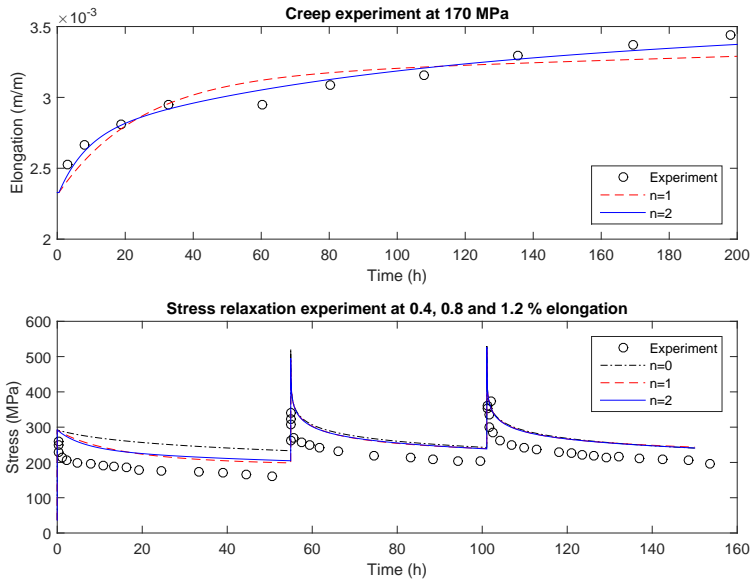 Creep experiment at 170 MPa
×10⁻³
3.5
3
2.5
2
Elongation (m/m)
Experiment
n=1
n=2
0 20 40 60 80 100 120 140 160 180 200
Time (h)
Stress relaxation experiment at 0.4, 0.8 and 1.2 % elongation
600
500
400
300
200
100
0
Stress (MPa)
Experiment
n=0
n=1
n=2
0 20 40 60 80 100 120 140 160
Time (h)